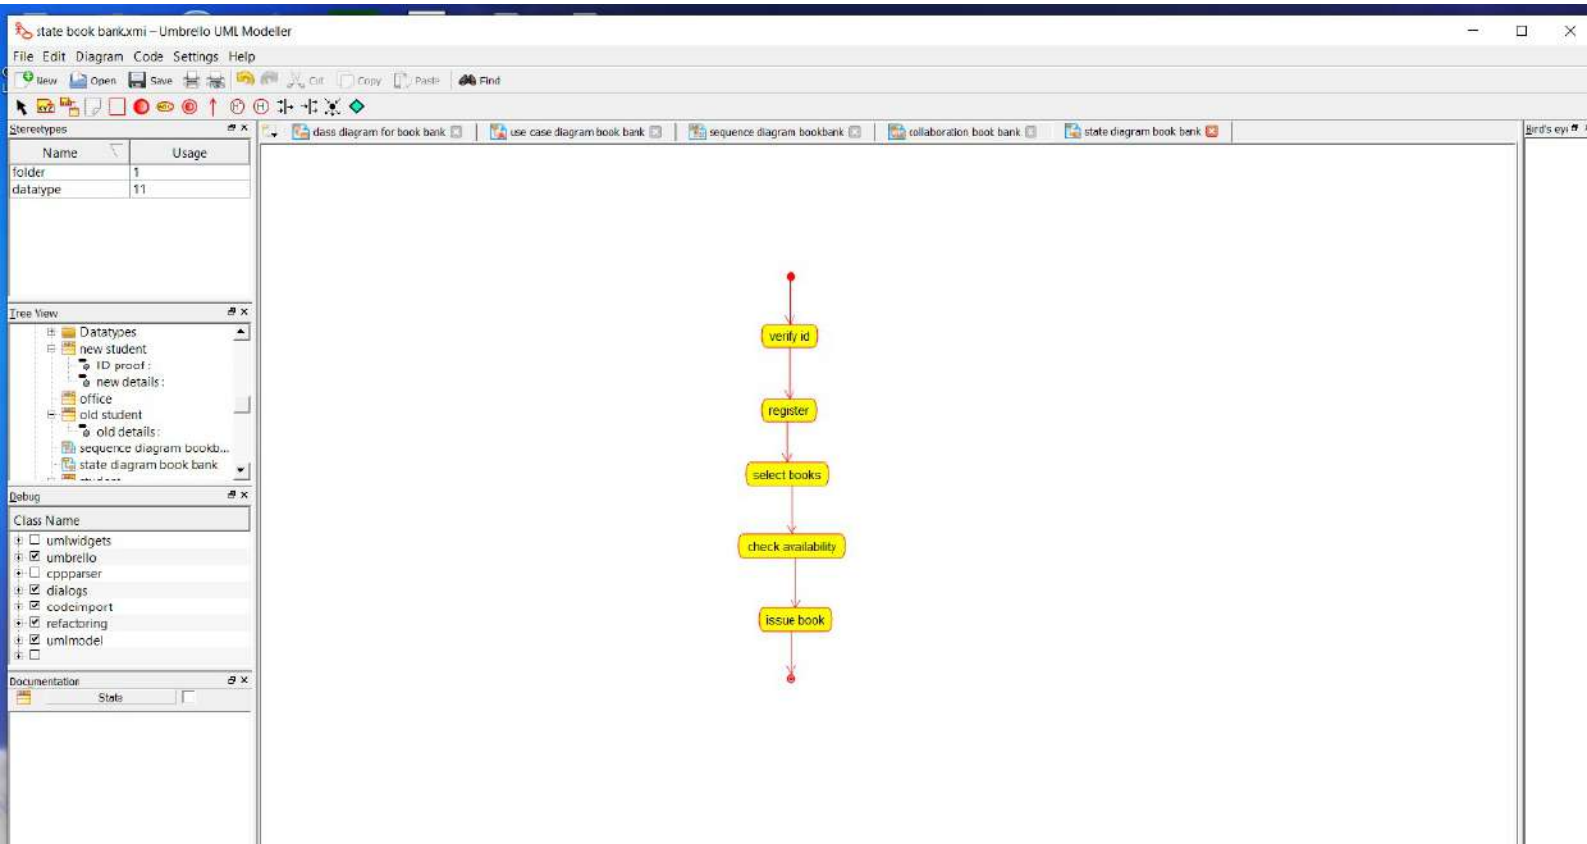 state book bank.xmi – Umbrello UML Modeller
File Edit Diagram Code Settings Help
New Open Save Cut Copy Paste Find
Stereotypes
Name Usage
folder 1
datatype 11
Tree View
Datatypes
new student
ID proof :
new details :
office
old student
old details :
sequence diagram bookb...
state diagram book bank
Debug
Class Name
umlwidgets
umbrello
cppparser
dialogs
codeimport
refactoring
umlmodel
Documentation
State
class diagram for book bank
use case diagram book bank
sequence diagram bookbank
collaboration book bank
state diagram book bank
verify id
register
select books
check availability
issue book
Bird's ey